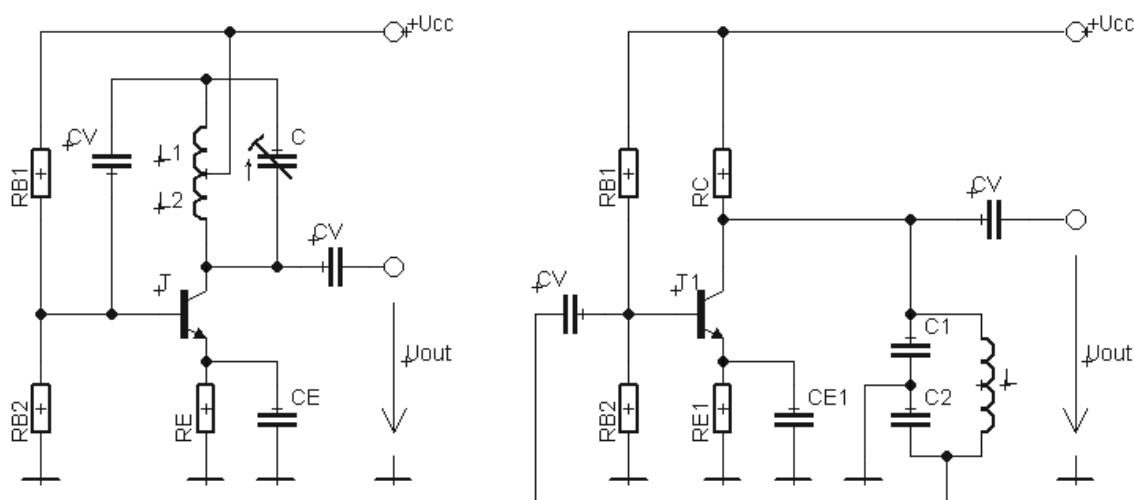 +Ucc
CV
L1
C
RB1
L2
CV
J
Uout
RB2
RE
CE
+Ucc
RB1
RC
CV
CV
J1
C1
L
Uout
C2
RB2
RE1
CE1